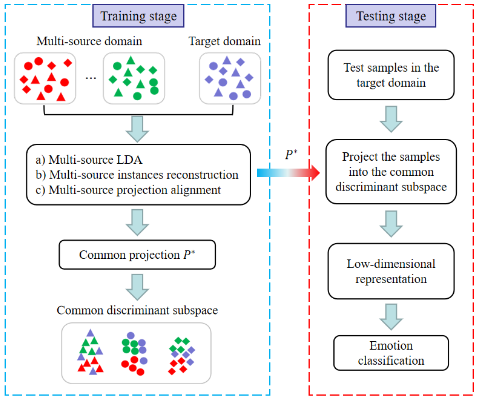 Training stage
Multi-source domain
Target domain
...
a) Multi-source LDA
b) Multi-source instances reconstruction
c) Multi-source projection alignment
Common projection P*
Common discriminant subspace
P*
Testing stage
Test samples in the
target domain
Project the samples
into the common
discriminant subspace
Low-dimensional
representation
Emotion
classification